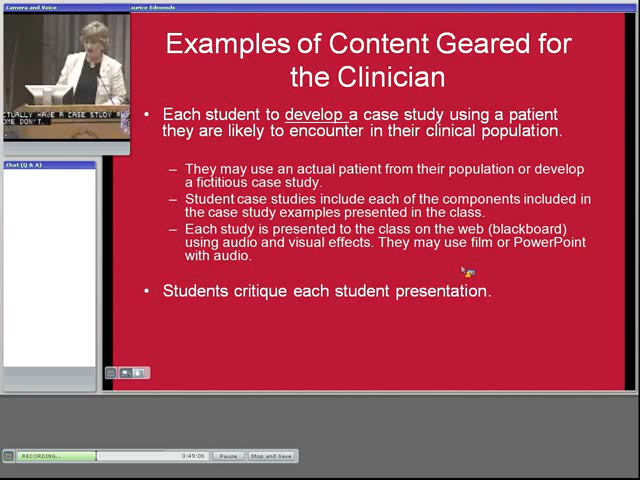 Camera and Voice
aurice Edmonds
CTUALLY HAVE A CASE STUDY A
OME DON'T.
Chat (Q & A)
Examples of Content Geared for
the Clinician
• Each student to develop a case study using a patient
they are likely to encounter in their clinical population.
– They may use an actual patient from their population or develop
a fictitious case study.
– Student case studies include each of the components included in
the case study examples presented in the class.
– Each study is presented to the class on the web (blackboard)
using audio and visual effects. They may use film or PowerPoint
with audio.
• Students critique each student presentation.
RECORDING...
0:49:06
Pause
Stop and Save